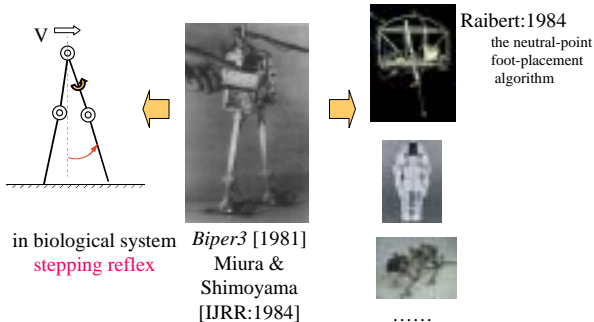 V
in biological system
stepping reflex
Biper3 [1981]
Miura &
Shimoyama
[IJRR:1984]
Raibert:1984
the neutral-point
foot-placement
algorithm
……